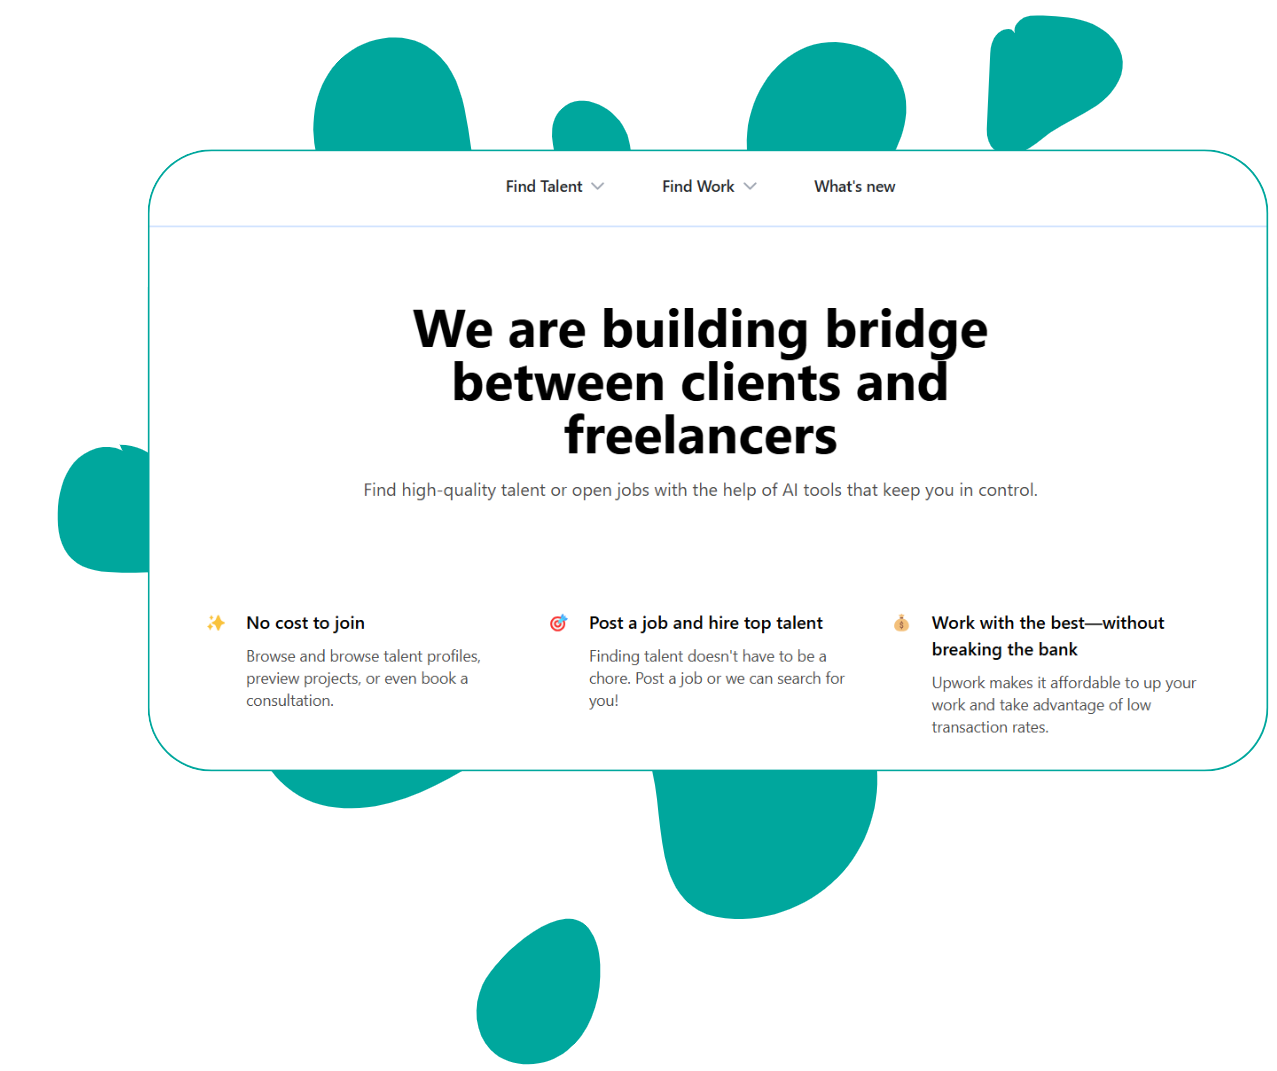 Find Talent
Find Work
What's new
We are building bridge
between clients and
freelancers
Find high-quality talent or open jobs with the help of AI tools that keep you in control.
No cost to join
Browse and browse talent profiles,
preview projects, or even book a
consultation.
Post a job and hire top talent
Finding talent doesn't have to be a
chore. Post a job or we can search for
you!
Work with the best—without
breaking the bank
Upwork makes it affordable to up your
work and take advantage of low
transaction rates.